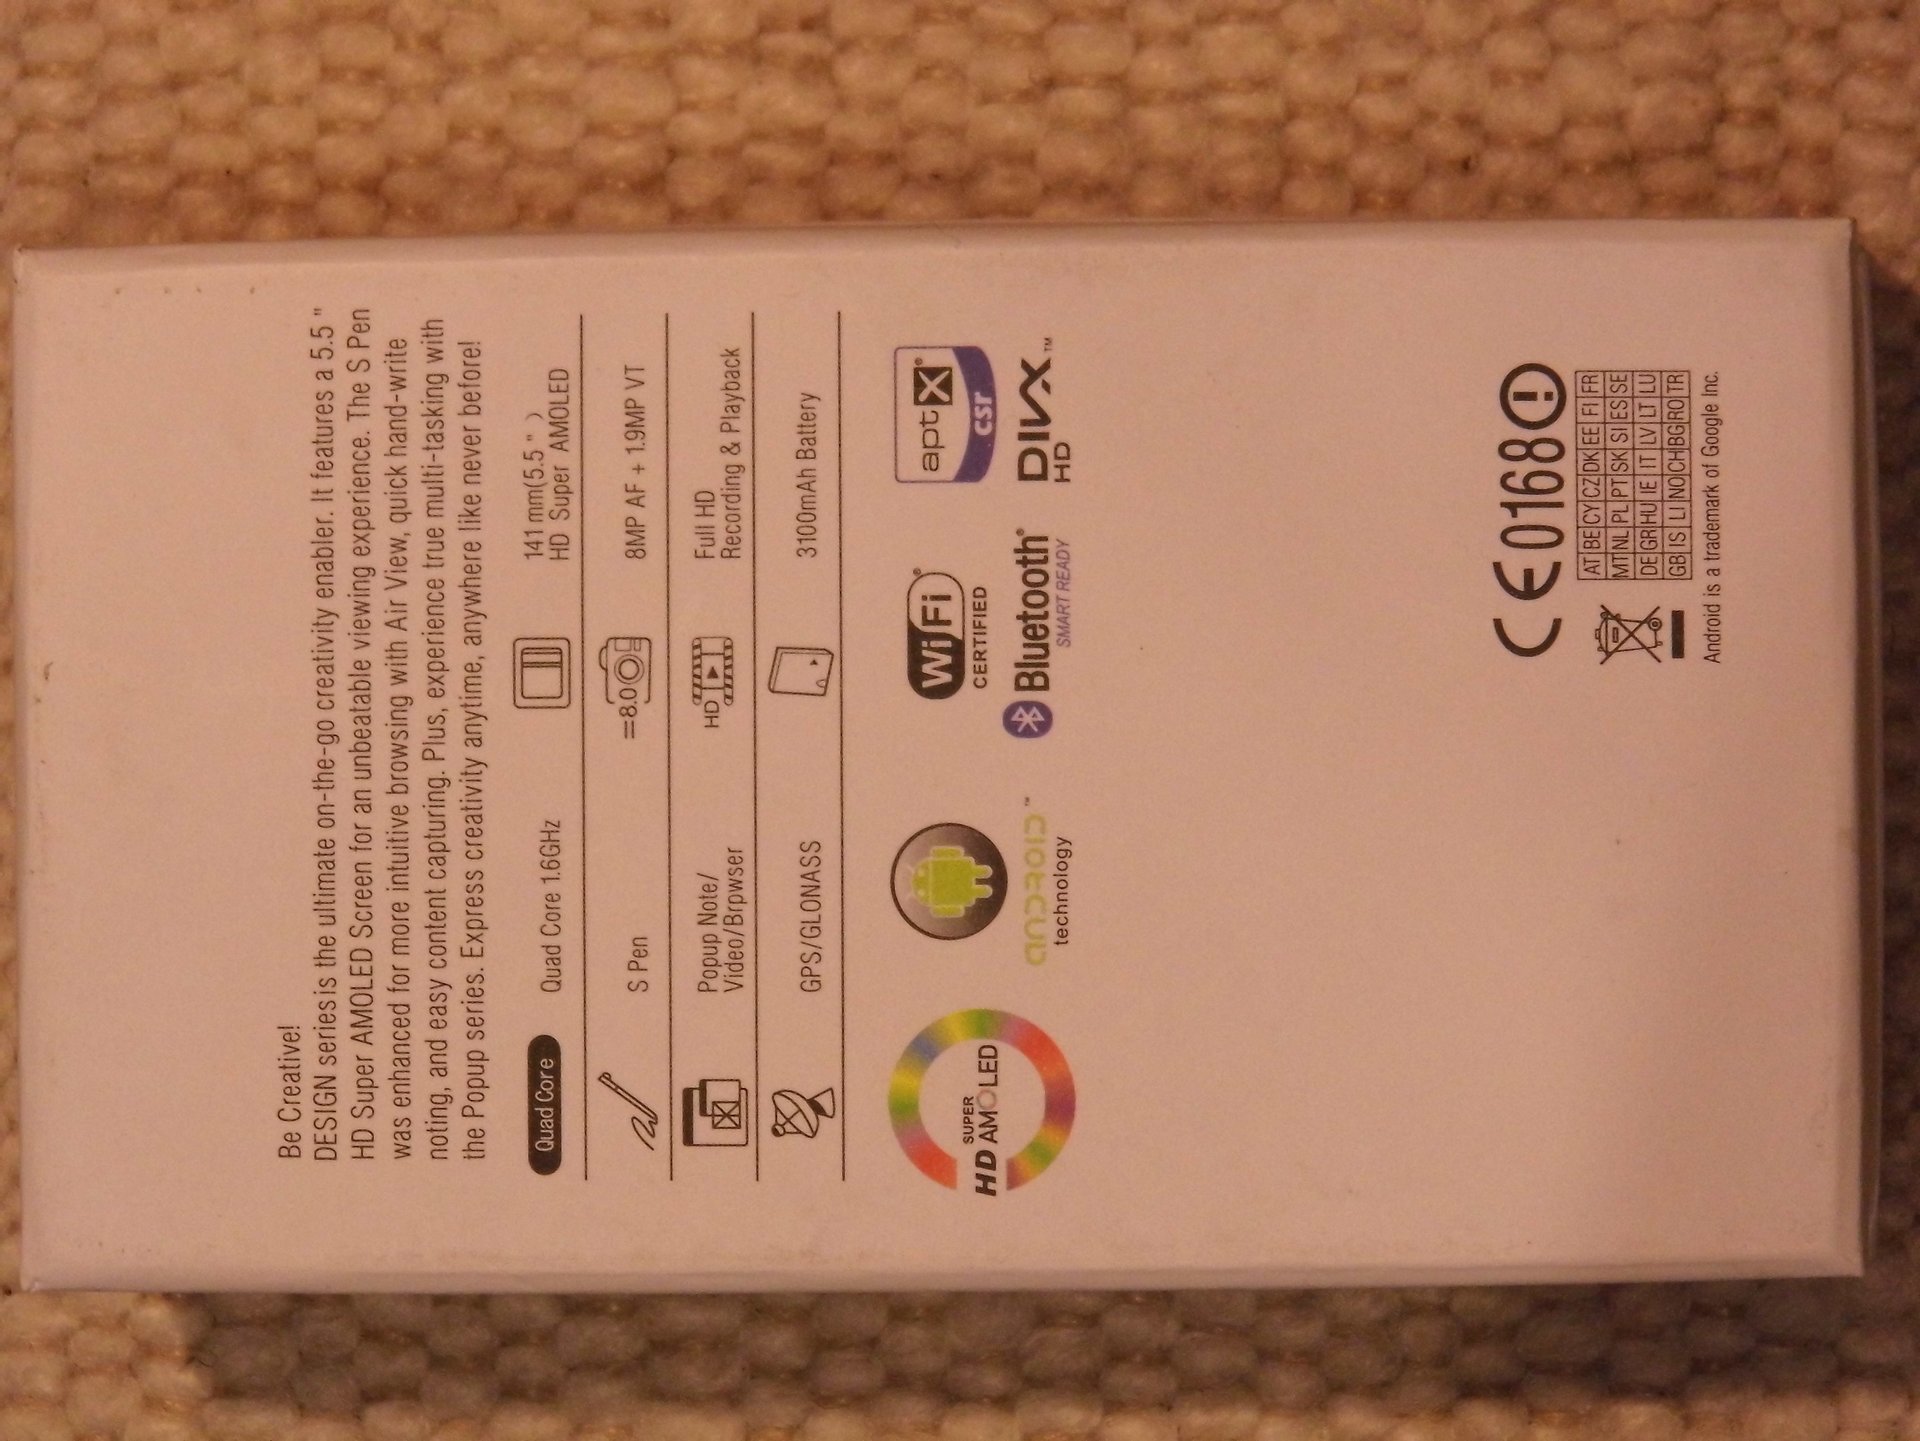 Be Creative!
DESIGN series is the ultimate on-the-go creativity enabler. It features a 5.5 "
HD Super AMOLED Screen for an unbeatable viewing experience. The S Pen
was enhanced for more intuitive browsing with Air View, quick hand-write
noting, and easy content capturing. Plus, experience true multi-tasking with
the Popup series. Express creativity anytime, anywhere like never before!
Quad Core
Quad Core 1.6GHz
141 mm(5.5 " )
HD Super AMOLED
S Pen
=8.0
8MP AF + 1.9MP VT
Popup Note/
Video/Brpwser
HD
Full HD
Recording & Playback
GPS/GLONASS
3100mAh Battery
SUPER
HD AMOLED
ANDROID™
technology
WiFi®
CERTIFIED
Bluetooth®
SMART READY
aptX®
csr
DIVX™
HD
CE0168
AT BE CY CZ DK EE FI FR
MT NL PL PT SK SI ES SE
DE GR HU IE IT LV LT LU
GB IS LI NO CH BG RO TR
Android is a trademark of Google Inc.